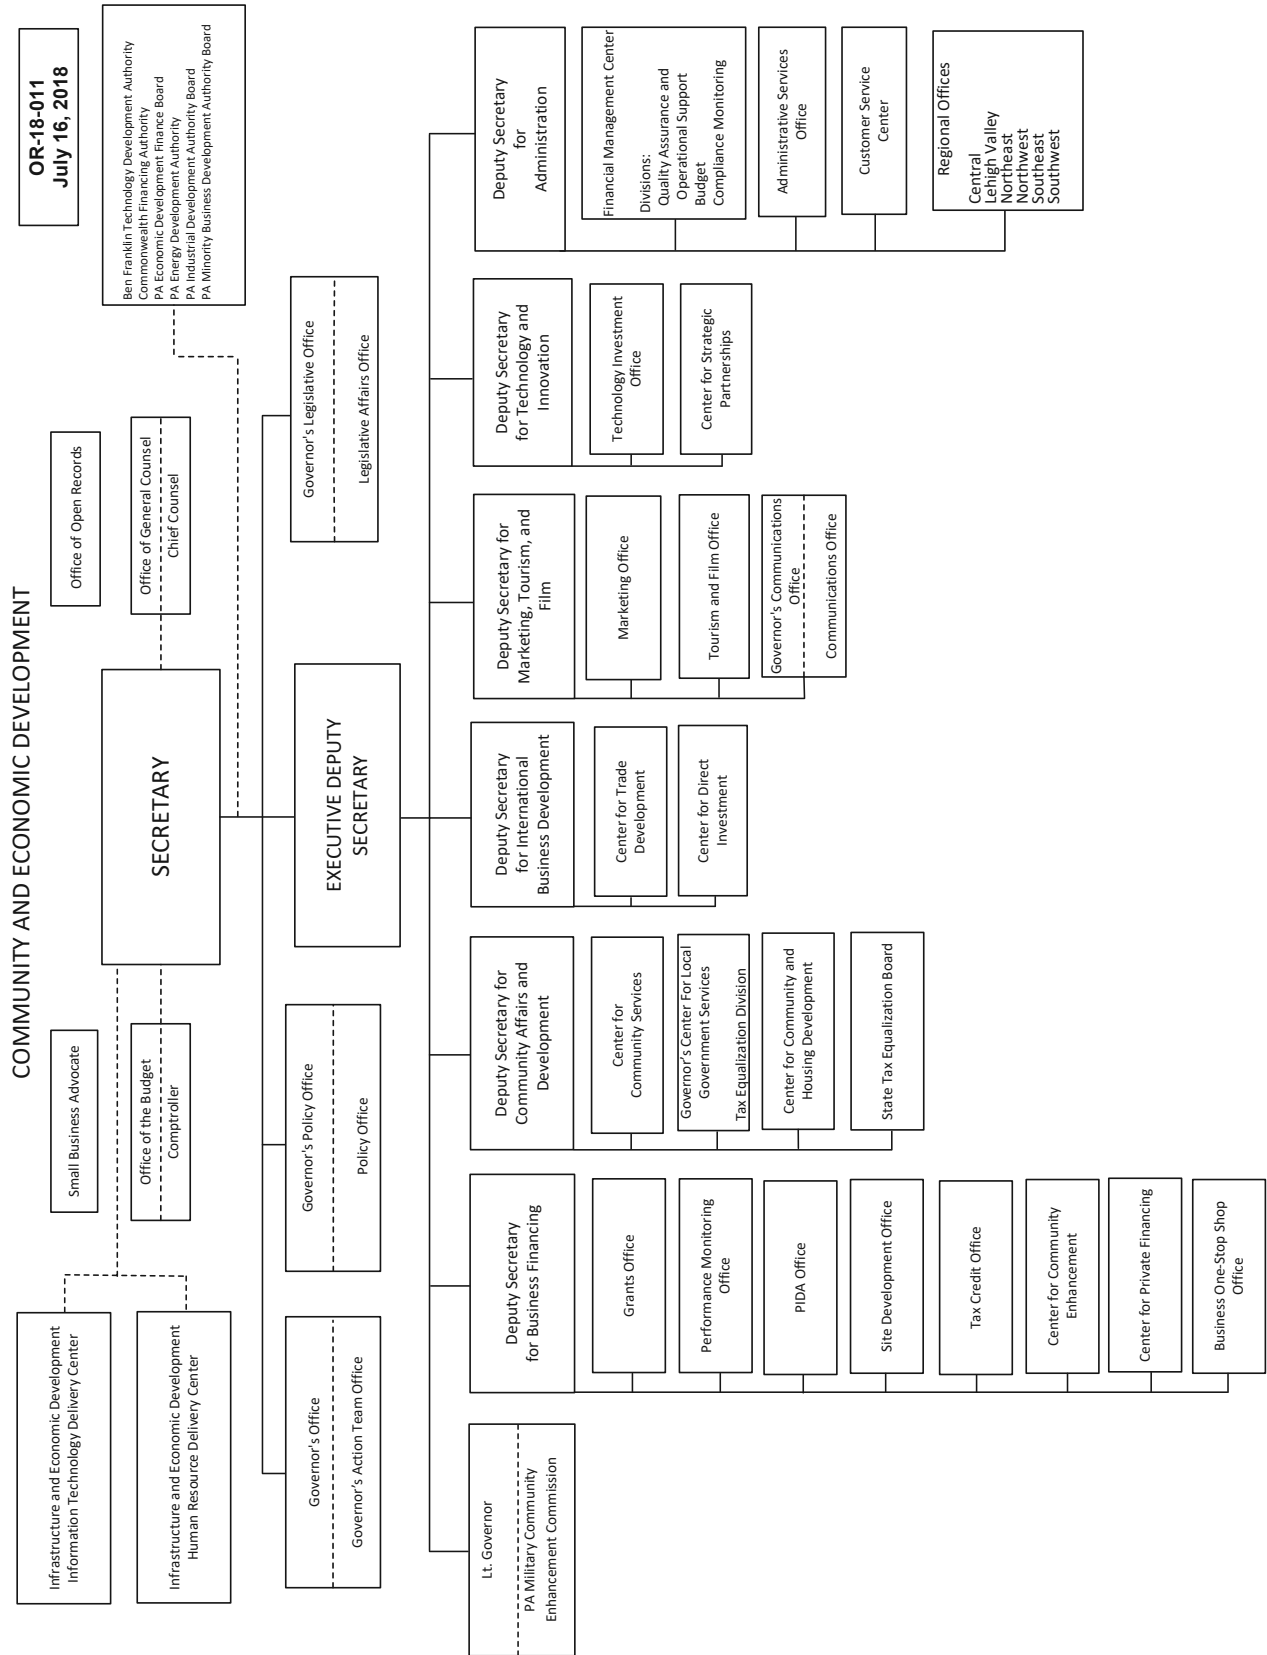 COMMUNITY AND ECONOMIC DEVELOPMENT
OR-18-011
July 16, 2018
Infrastructure and Economic Development
Information Technology Delivery Center
Infrastructure and Economic Development
Human Resource Delivery Center
Small Business Advocate
Office of the Budget
Comptroller
SECRETARY
Office of Open Records
Office of General Counsel
Chief Counsel
Ben Franklin Technology Development Authority
Commonwealth Financing Authority
PA Economic Development Finance Board
PA Energy Development Authority
PA Industrial Development Authority Board
PA Minority Business Development Authority Board
Governor's Office
Governor's Action Team Office
Governor's Policy Office
Policy Office
EXECUTIVE DEPUTY
SECRETARY
Governor's Legislative Office
Legislative Affairs Office
Lt. Governor
PA Military Community
Enhancement Commission
Deputy Secretary
for Business Financing
Grants Office
Performance Monitoring
Office
PIDA Office
Site Development Office
Tax Credit Office
Center for Community
Enhancement
Center for Private Financing
Business One-Stop Shop
Office
Deputy Secretary for
Community Affairs and
Development
Center for
Community Services
Governor's Center For Local
Government Services
Tax Equalization Division
Center for Community and
Housing Development
State Tax Equalization Board
Deputy Secretary
for International
Business Development
Center for Trade
Development
Center for Direct
Investment
Deputy Secretary for
Marketing, Tourism, and
Film
Marketing Office
Tourism and Film Office
Governor's Communications
Office
Communications Office
Deputy Secretary
for Technology and
Innovation
Technology Investment
Office
Center for Strategic
Partnerships
Deputy Secretary
for
Administration
Financial Management Center
Divisions:
Quality Assurance and
Operational Support
Budget
Compliance Monitoring
Administrative Services
Office
Customer Service
Center
Regional Offices
Central
Lehigh Valley
Northeast
Northwest
Southeast
Southwest